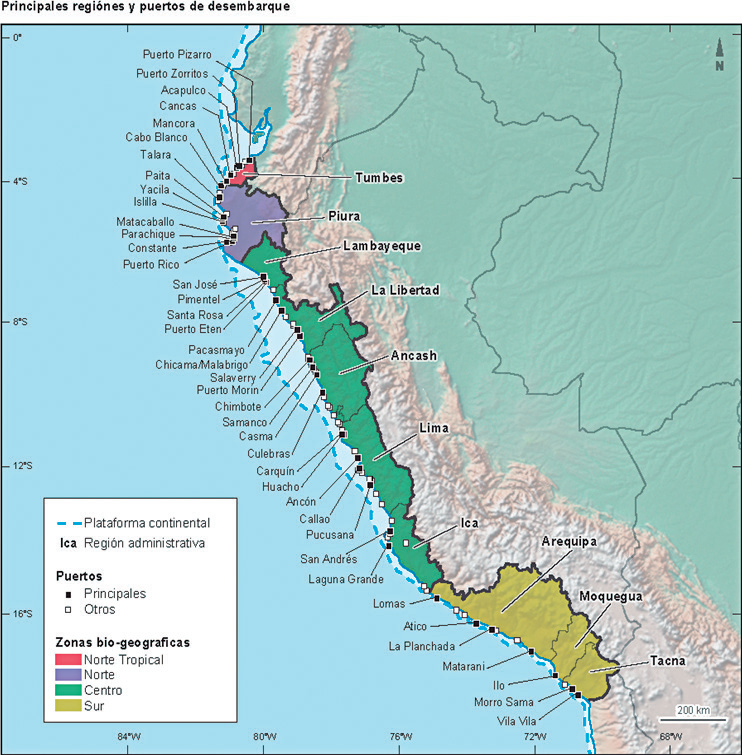 Principales regiónes y puertos de desembarque
0°
N
Puerto Pizarro
Puerto Zorritos
Acapulco
Cancas
Mancora
Cabo Blanco
Talara
4°S
Tumbes
Paita
Yacila
Islilla
Piura
Matacaballo
Parachique
Constante
Puerto Rico
Lambayeque
San José
Pimentel
La Libertad
Santa Rosa
Puerto Eten
8°S
Pacasmayo
Ancash
Chicama/Malabrigo
Salaverry
Puerto Morin
Chimbote
Samanco
Casma
Lima
Culebras
12°S
Carquín
Huacho
Ancón
Callao
Pucusana
Ica
San Andrés
Arequipa
Laguna Grande
Moquegua
Lomas
16°S
Atico
La Planchada
Tacna
Matarani
Ilo
Morro Sama
Vila Vila
200 km
Plataforma continental
Ica Región administrativa
Puertos
Principales
Otros
Zonas bio-geograficas
Norte Tropical
Norte
Centro
Sur
84°W
80°W
76°W
72°W
68°W